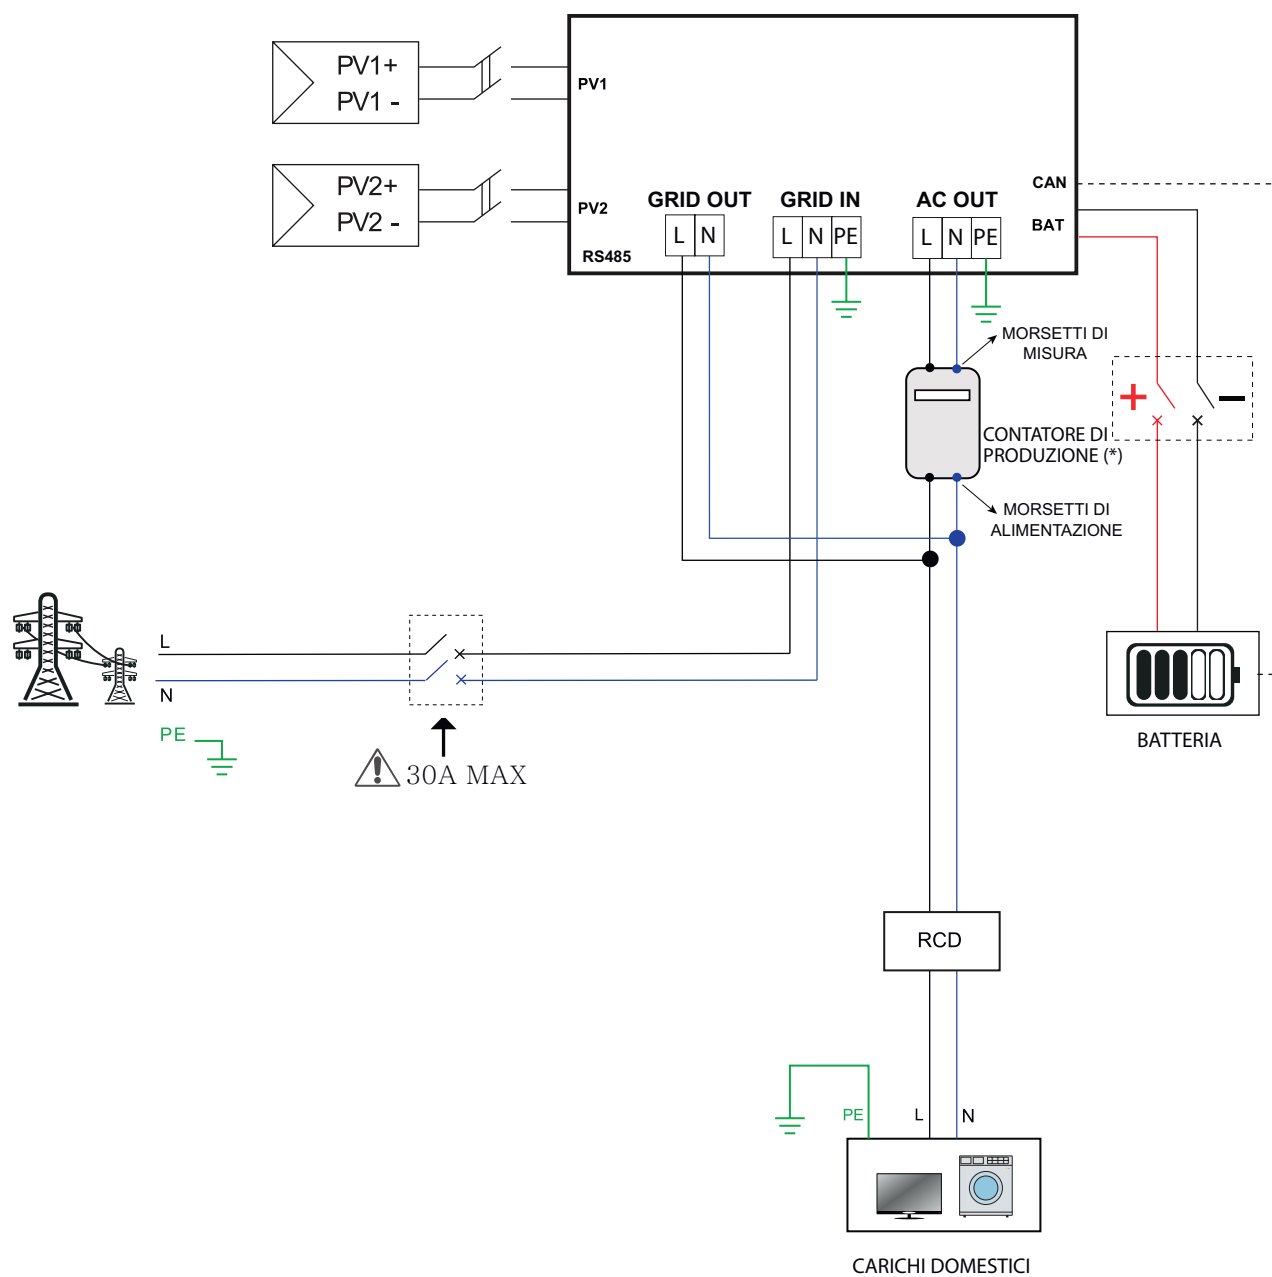 PV1+
PV1 -
PV1
PV2+
PV2 -
PV2
RS485
GRID OUT
L N
GRID IN
L N PE
AC OUT
L N PE
CAN
BAT
MORSETTI DI
MISURA
+ −
CONTATORE DI
PRODUZIONE (*)
MORSETTI DI
ALIMENTAZIONE
L
N
PE
30A MAX
BATTERIA
RCD
PE L N
CARICHI DOMESTICI